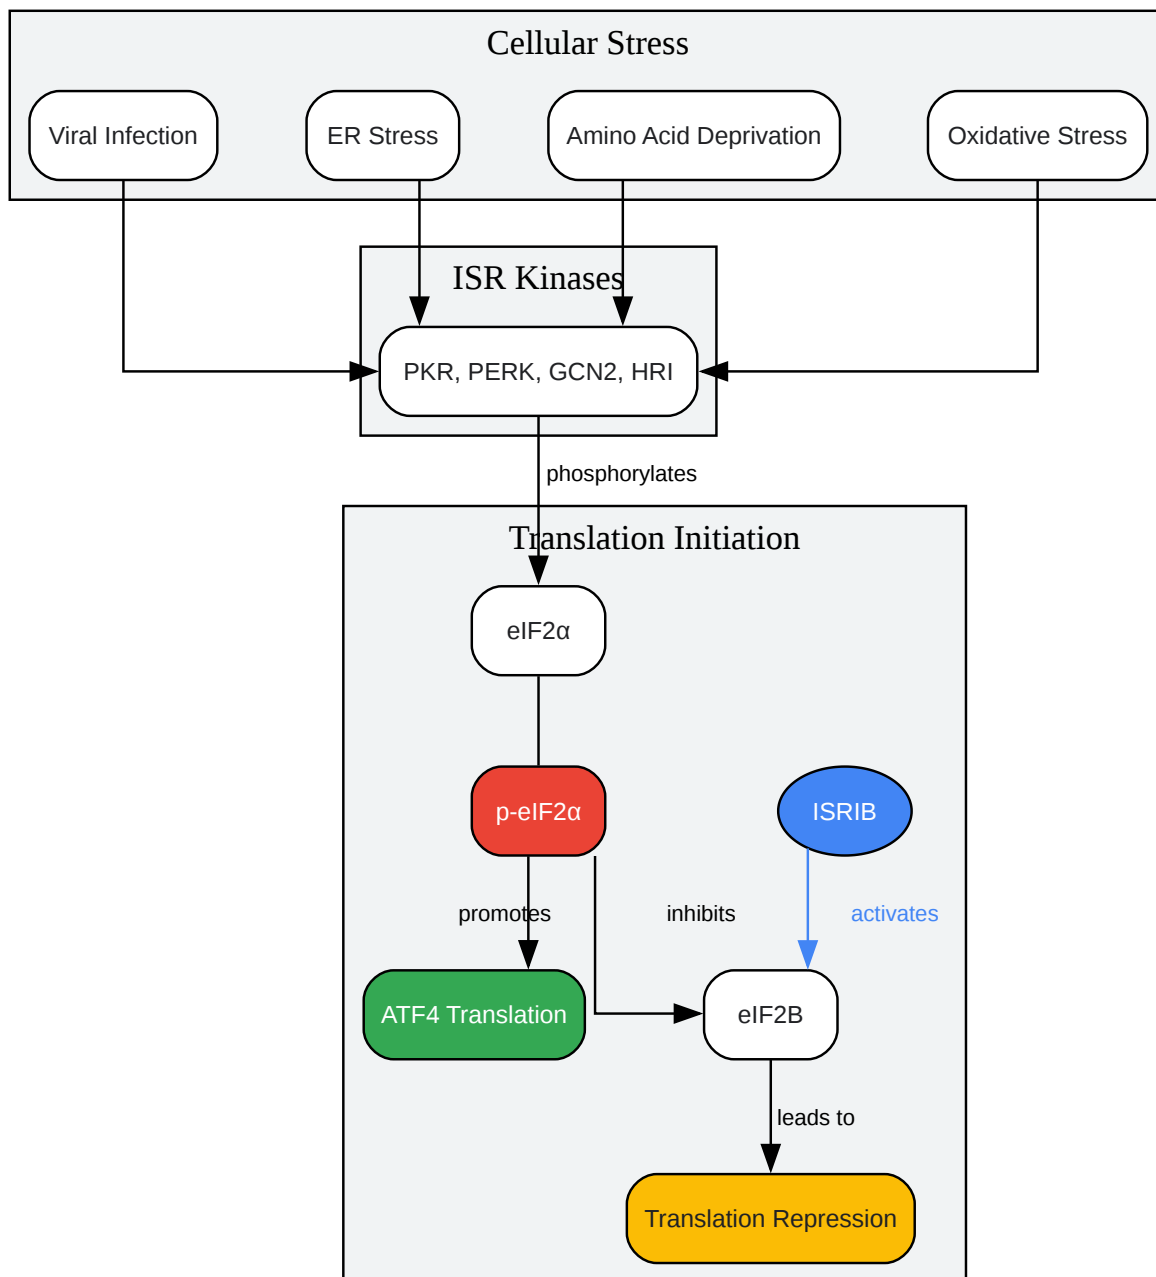 Cellular Stress
Viral Infection
ER Stress
Amino Acid Deprivation
Oxidative Stress
ISR Kinases
PKR, PERK, GCN2, HRI
phosphorylates
Translation Initiation
eIF2α
p-eIF2α
ISRIB
promotes
inhibits
activates
ATF4 Translation
eIF2B
leads to
Translation Repression